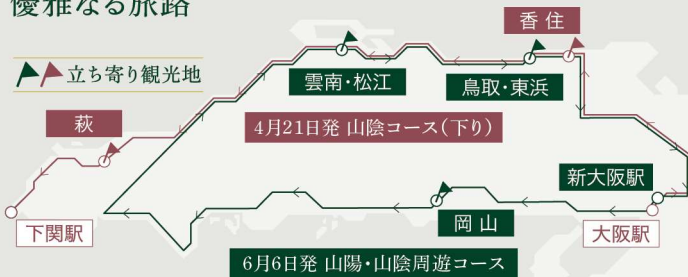 優雅なる旅路
立ち寄り観光地
香住
雲南・松江
鳥取・東浜
萩
4月21日発 山陰コース（下り）
新大阪駅
岡山
下関駅
大阪駅
6月6日発 山陽・山陰周遊コース